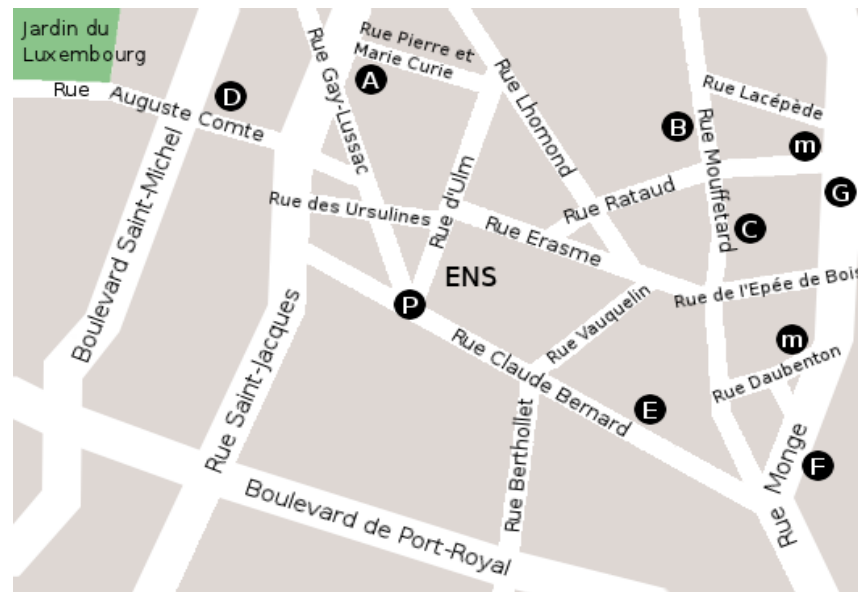 Jardin du
Luxembourg
Rue Auguste Comte
D
Boulevard Saint-Michel
Rue Gay-Lussac
Rue Pierre et
Marie Curie
A
Rue Lhomond
Rue d'Ulm
Rue des Ursulines
Rue Erasme
Rue Rataud
B
Rue Mouffetard
Rue Lacépède
m
G
C
ENS
P
Rue de l'Epée de Bois
Rue Vauquelin
Rue Saint-Jacques
Rue Claude Bernard
m
Rue Daubenton
E
Rue Berthollet
Rue Monge
F
Boulevard de Port-Royal